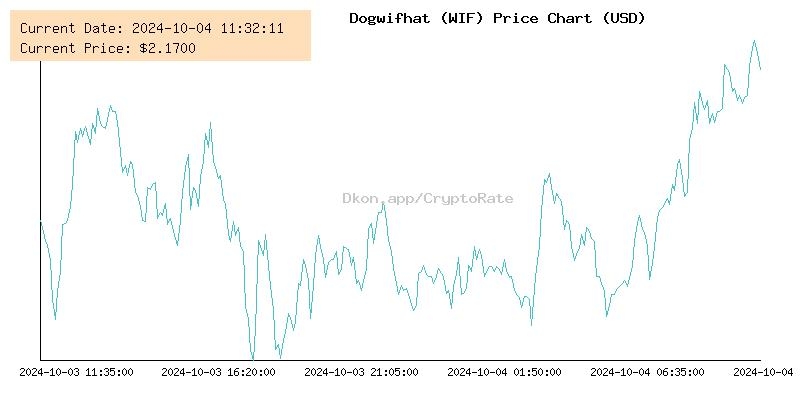 Dogwifhat (WIF) Price Chart (USD)
Current Date: 2024-10-04 11:32:11
Current Price: $2.1700
Dkon.app/CryptoRate
2024-10-03 11:35:00 2024-10-03 16:20:00 2024-10-03 21:05:00 2024-10-04 01:50:00 2024-10-04 06:35:00 2024-10-04